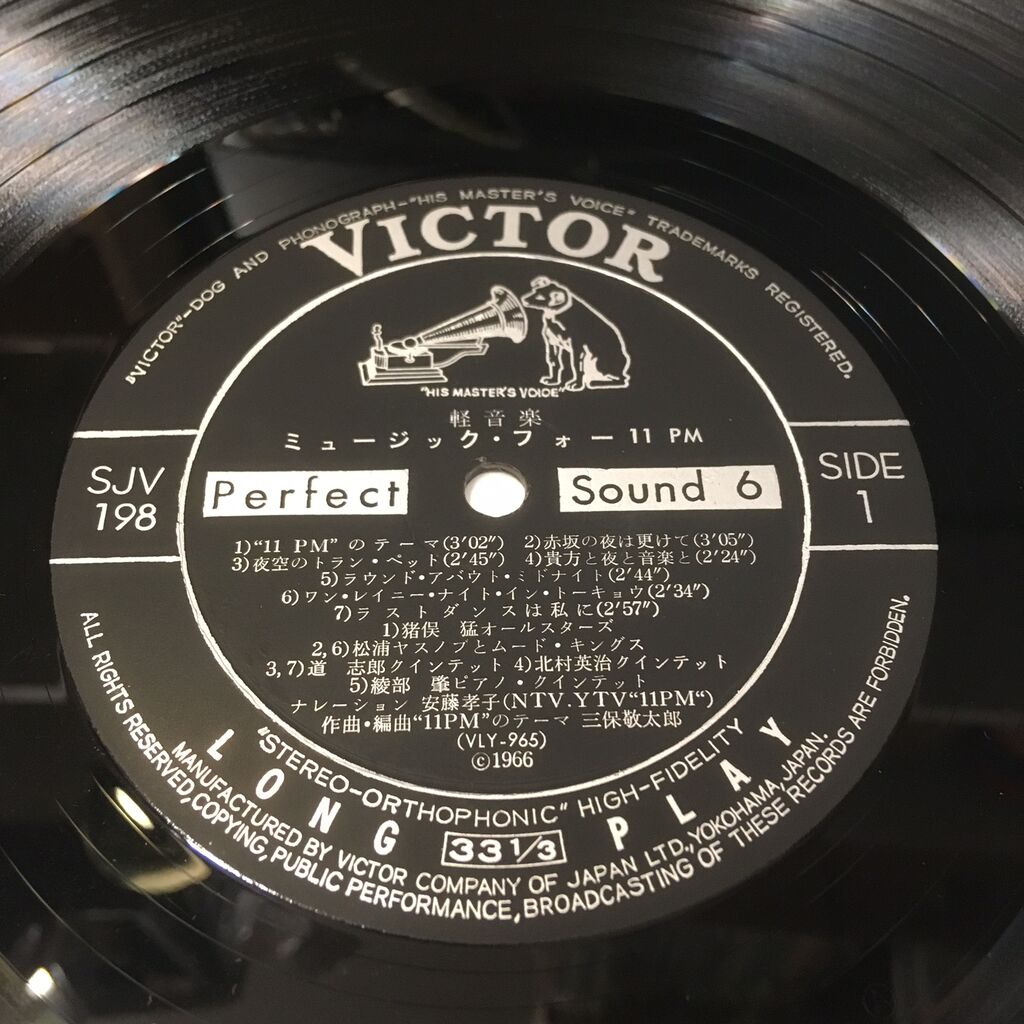 "VICTOR"-DOG AND PHONOGRAPH-"HIS MASTER'S VOICE" TRADEMARKS REGISTERED.
VICTOR
"HIS MASTER'S VOICE"
軽音楽
ミュージック・フォー 11 PM
SJV
198
Perfect Sound 6
SIDE
1
1)"11 PM" のテーマ(3'02") 2)赤坂の夜は更けて(3'05")
3)夜空のトランペット(2'45") 4)貴方と夜と音楽と(2'24")
5)ラウンド・アバウト・ミドナイト(2'44")
6)ワン・レイニー・ナイト・イン・トーキョウ(2'34")
7)ラストダンスは私に(2'57")
1)猪俣 猛オールスターズ
2,6)松浦ヤスノブとムード・キングス
3,7)道 志郎クインテット 4)北村英治クインテット
5)綾部 肇ピアノ・クインテット
ナレーション 安藤孝子(NTV.YTV"11PM")
作曲・編曲"11PM"のテーマ 三保敬太郎
(VLY-965)
©1966
"STEREO-ORTHOPHONIC" HIGH-FIDELITY
LONG 33 1/3 PLAY
MANUFACTURED BY VICTOR COMPANY OF JAPAN LTD., YOKOHAMA, JAPAN.
ALL RIGHTS RESERVED, COPYING, PUBLIC PERFORMANCE, BROADCASTING OF THESE RECORDS ARE FORBIDDEN.